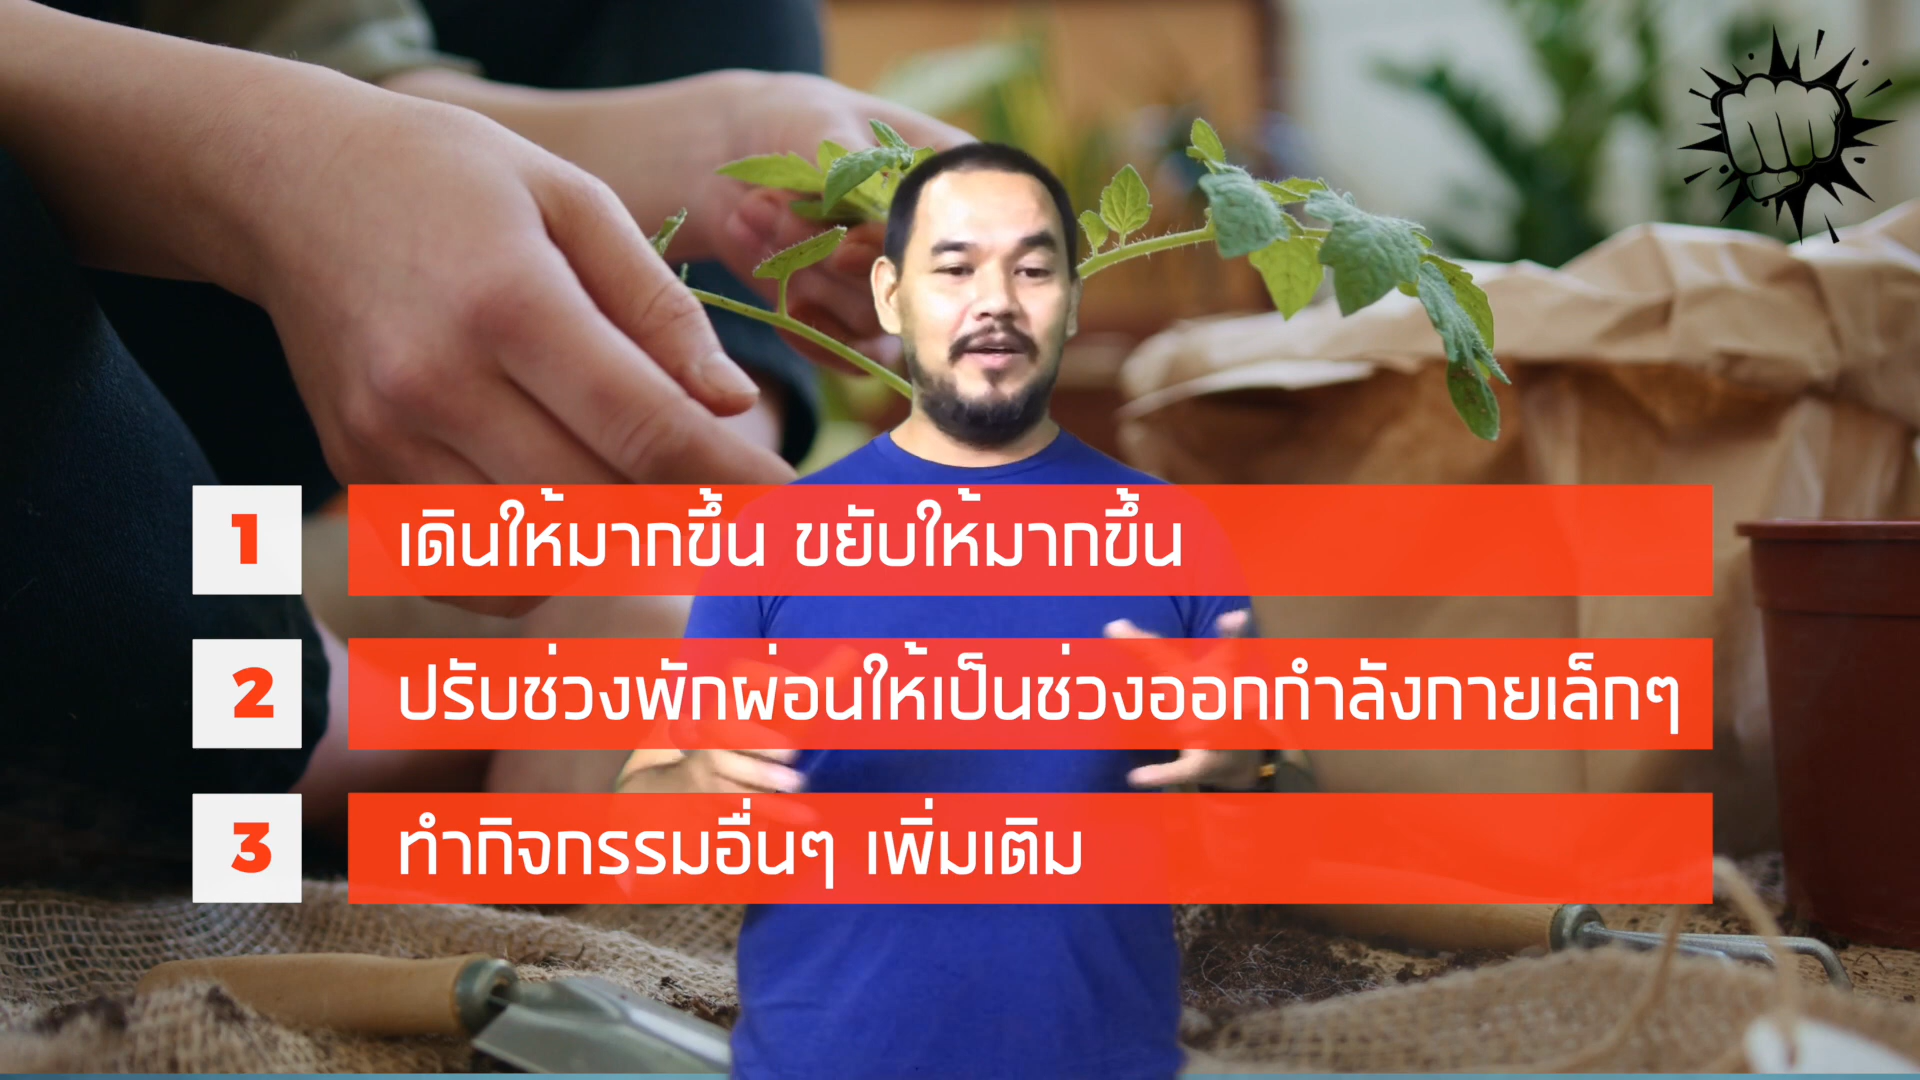 1 เดินให้มากขึ้น ขยับให้มากขึ้น
2 ปรับช่วงพักผ่อนให้เป็นช่วงออกกำลังกายเล็กๆ
3 ทำกิจกรรมอื่นๆ เพิ่มเติม